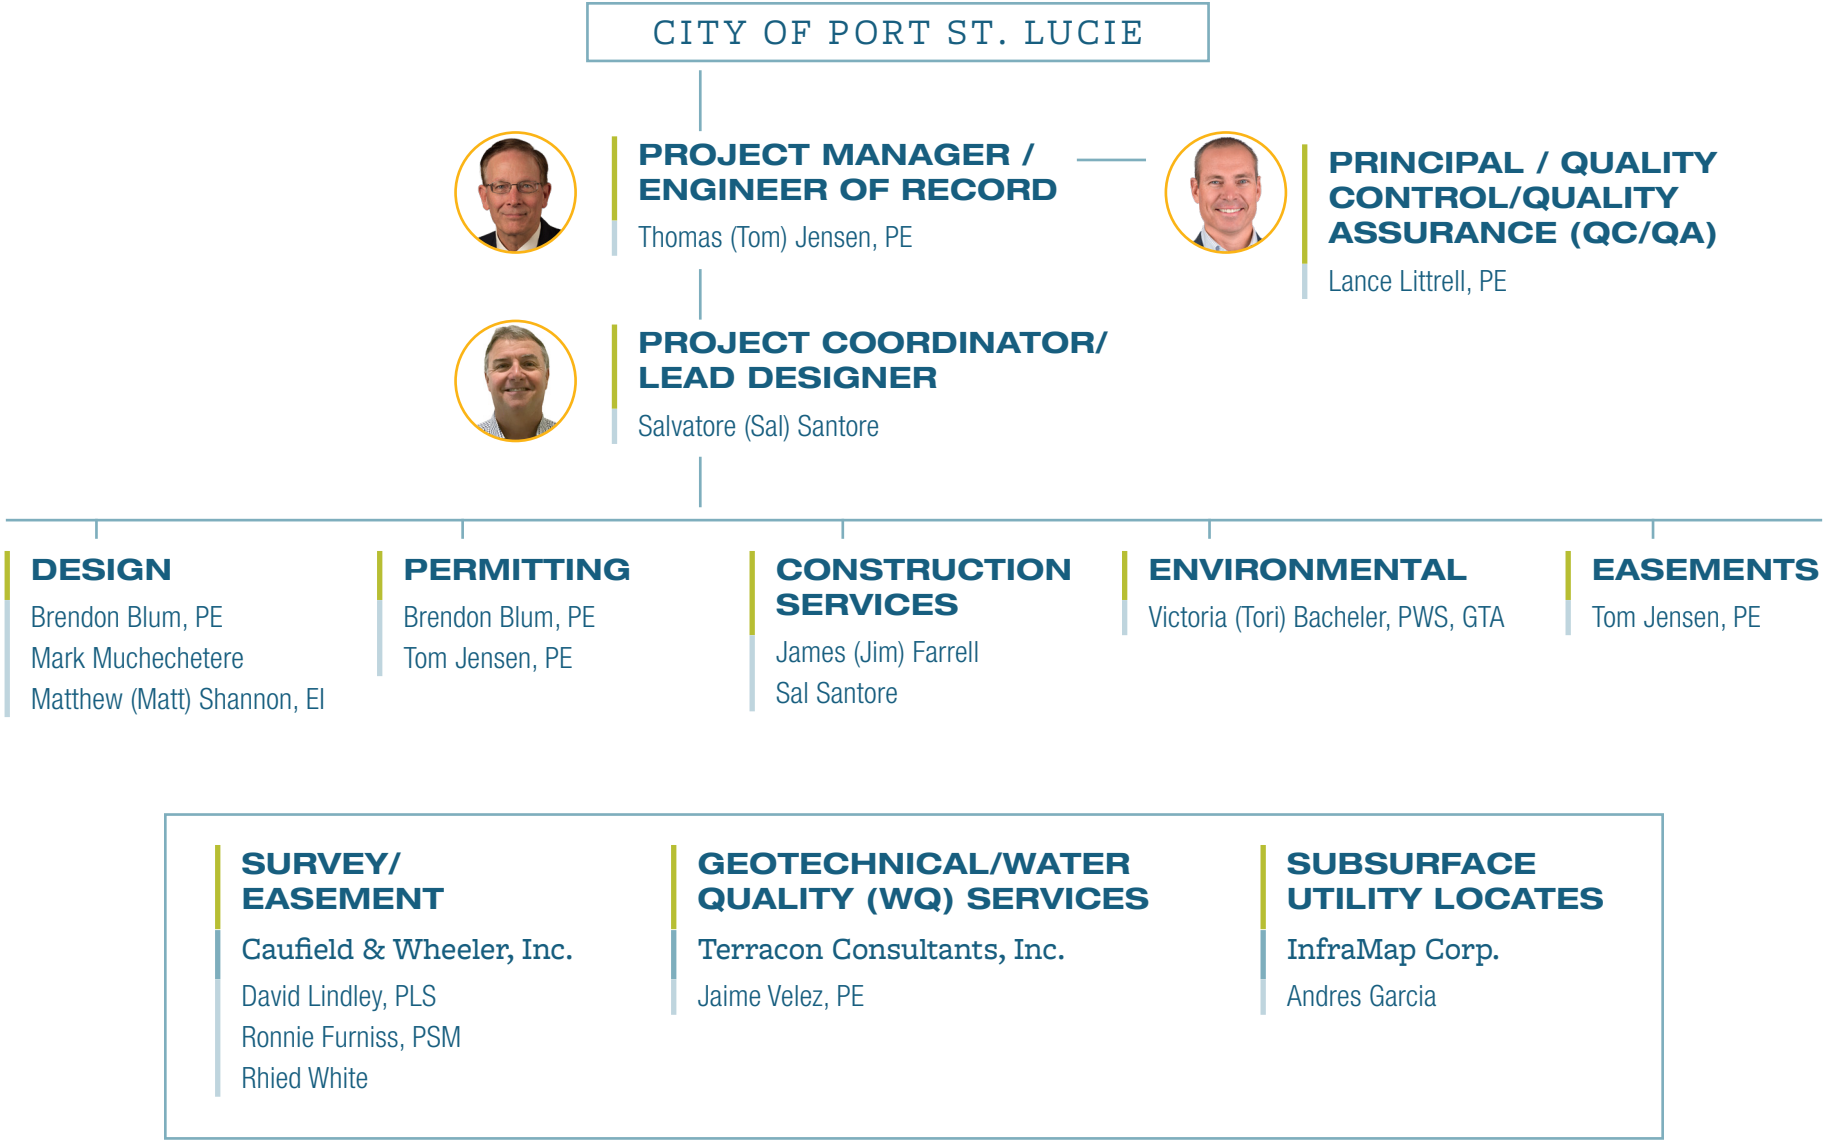 CITY OF PORT ST. LUCIE
PROJECT MANAGER /
ENGINEER OF RECORD
Thomas (Tom) Jensen, PE
PRINCIPAL / QUALITY
CONTROL/QUALITY
ASSURANCE (QC/QA)
Lance Littrell, PE
PROJECT COORDINATOR/
LEAD DESIGNER
Salvatore (Sal) Santore
DESIGN
Brendon Blum, PE
Mark Muchechetere
Matthew (Matt) Shannon, EI
PERMITTING
Brendon Blum, PE
Tom Jensen, PE
CONSTRUCTION
SERVICES
James (Jim) Farrell
Sal Santore
ENVIRONMENTAL
Victoria (Tori) Bacheler, PWS, GTA
EASEMENTS
Tom Jensen, PE
SURVEY/
EASEMENT
Caufield & Wheeler, Inc.
David Lindley, PLS
Ronnie Furniss, PSM
Rhied White
GEOTECHNICAL/WATER
QUALITY (WQ) SERVICES
Terracon Consultants, Inc.
Jaime Velez, PE
SUBSURFACE
UTILITY LOCATES
InfraMap Corp.
Andres Garcia